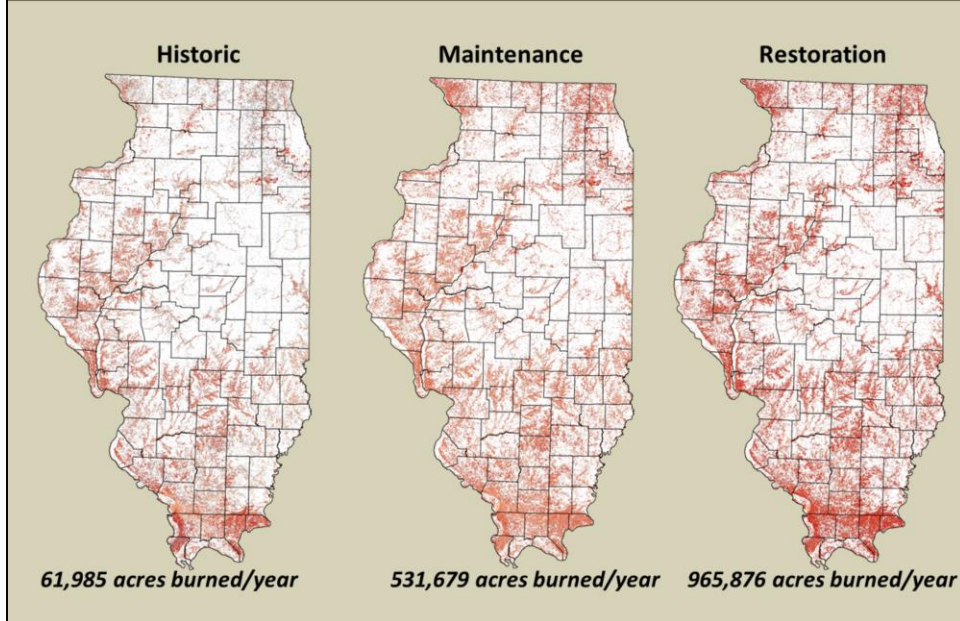 Historic
Maintenance
Restoration
61,985 acres burned/year
531,679 acres burned/year
965,876 acres burned/year